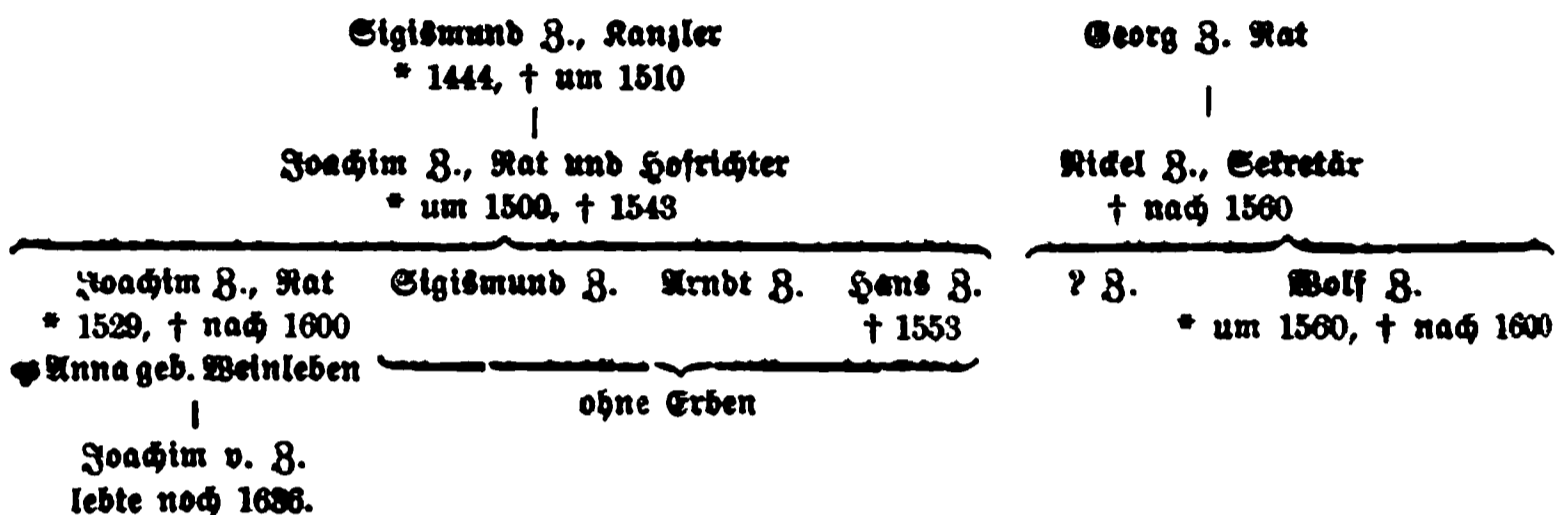 Sigismund Z., Kanzler
* 1444, † um 1510
Georg Z. Rat
Joachim Z., Rat und Hofrichter
* um 1500, † 1543
Nickel Z., Sekretär
† nach 1560
Joachim Z., Rat
* 1529, † nach 1600
⚭ Anna geb. Weinleben
Sigismund Z.
Arndt Z.
Hans Z.
† 1553
? Z.
Wolf Z.
* um 1560, † nach 1600
ohne Erben
Joachim v. Z.
lebte noch 1636.